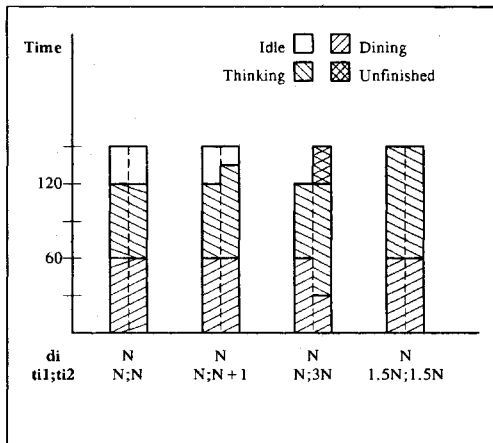 Time
Idle Dining
Thinking Unfinished
120
60
di N N N N
ti1;ti2 N;N N;N+1 N;3N 1.5N;1.5N